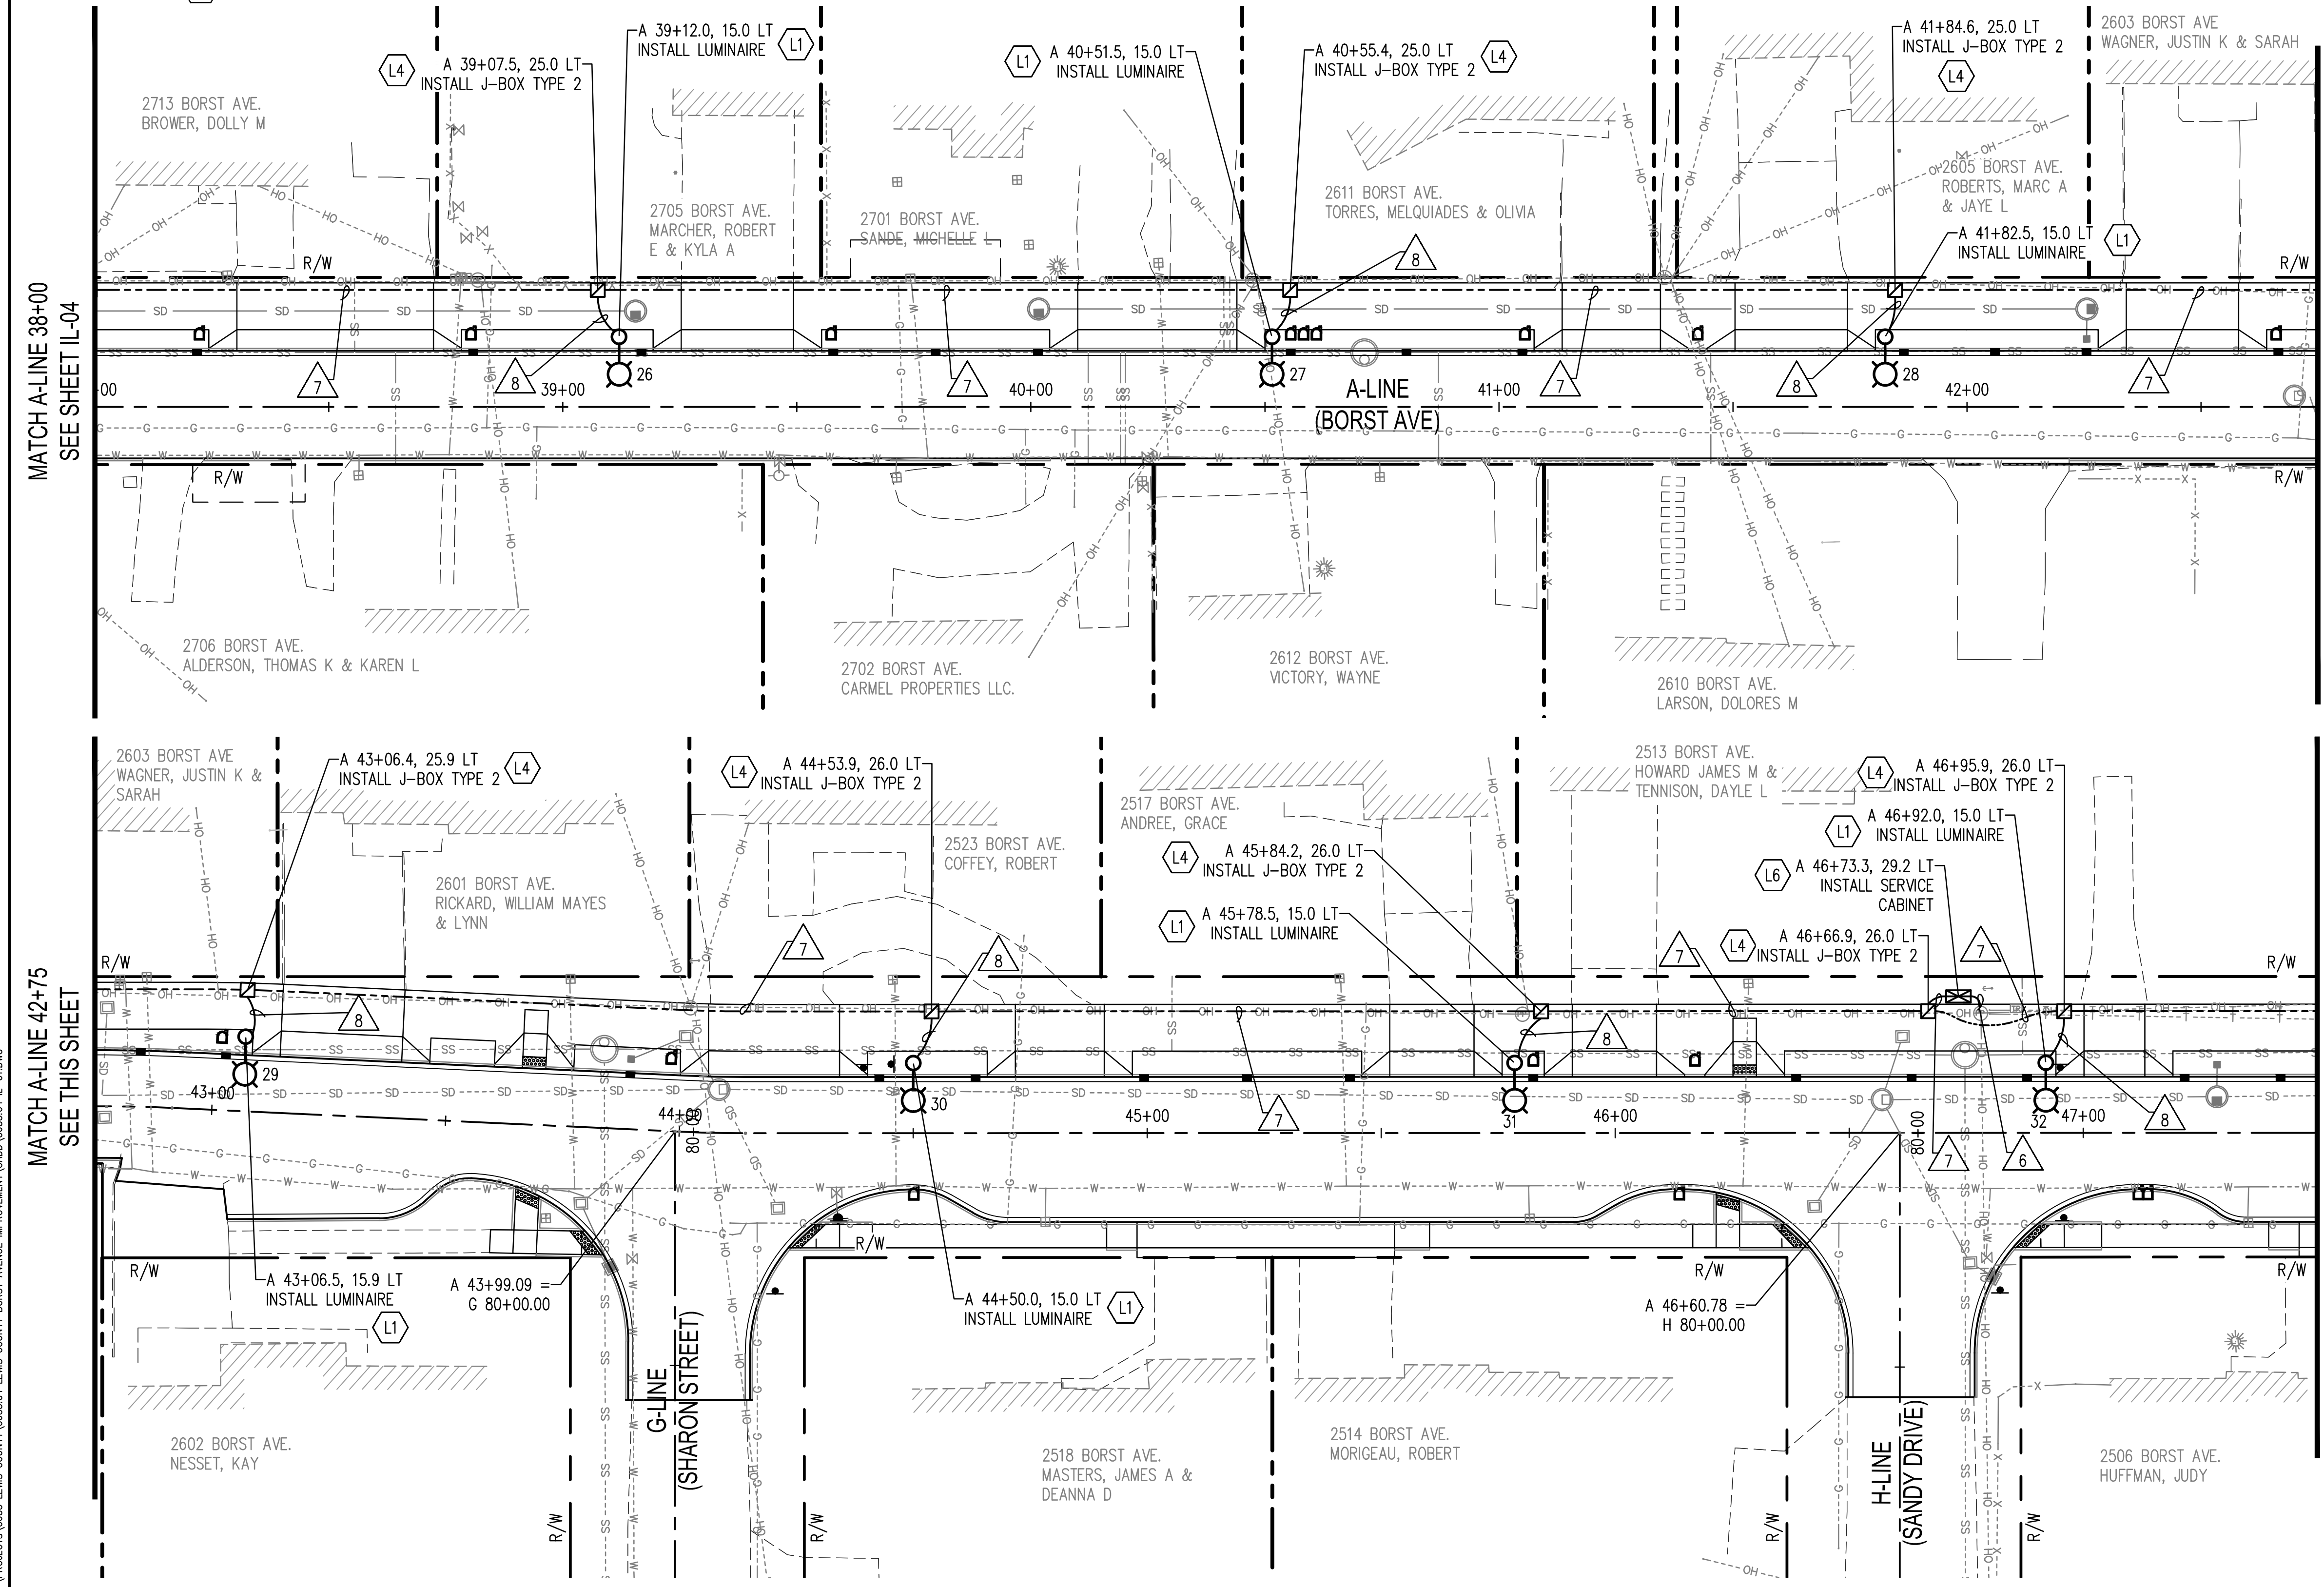 MATCH A-LINE 38+00
SEE SHEET IL-04
L4
A 39+07.5, 25.0 LT
INSTALL J-BOX TYPE 2
A 39+12.0, 15.0 LT
INSTALL LUMINAIRE
L1
L1
A 40+51.5, 15.0 LT
INSTALL LUMINAIRE
A 40+55.4, 25.0 LT
INSTALL J-BOX TYPE 2
L4
A 41+84.6, 25.0 LT
INSTALL J-BOX TYPE 2
L4
2603 BORST AVE
WAGNER, JUSTIN K & SARAH
2713 BORST AVE.
BROWER, DOLLY M
2705 BORST AVE.
MARCHER, ROBERT
E & KYLA A
2701 BORST AVE.
SANDE, MICHELLE L
2611 BORST AVE.
TORRES, MELQUIADES & OLIVIA
2605 BORST AVE.
ROBERTS, MARC A
& JAYE L
A 41+82.5, 15.0 LT
INSTALL LUMINAIRE
L1
R/W
R/W
8
7
8
7
7
8
7
26
27
28
+00
39+00
40+00
41+00
42+00
A-LINE
(BORST AVE)
R/W
R/W
2706 BORST AVE.
ALDERSON, THOMAS K & KAREN L
2702 BORST AVE.
CARMEL PROPERTIES LLC.
2612 BORST AVE.
VICTORY, WAYNE
2610 BORST AVE.
LARSON, DOLORES M
MATCH A-LINE 42+75
SEE THIS SHEET
2603 BORST AVE
WAGNER, JUSTIN K &
SARAH
A 43+06.4, 25.9 LT
INSTALL J-BOX TYPE 2
L4
L4
A 44+53.9, 26.0 LT
INSTALL J-BOX TYPE 2
2601 BORST AVE.
RICKARD, WILLIAM MAYES
& LYNN
2523 BORST AVE.
COFFEY, ROBERT
2517 BORST AVE.
ANDREE, GRACE
L4
A 45+84.2, 26.0 LT
INSTALL J-BOX TYPE 2
L1
A 45+78.5, 15.0 LT
INSTALL LUMINAIRE
2513 BORST AVE.
HOWARD JAMES M &
TENNISON, DAYLE L
L4
A 46+95.9, 26.0 LT
INSTALL J-BOX TYPE 2
L1
A 46+92.0, 15.0 LT
INSTALL LUMINAIRE
L6
A 46+73.3, 29.2 LT
INSTALL SERVICE
CABINET
L4
A 46+66.9, 26.0 LT
INSTALL J-BOX TYPE 2
R/W
R/W
7
8
7
7
8
8
7
7
6
8
29
30
31
32
43+00
44+00
45+00
46+00
47+00
80+00
80+00
R/W
R/W
R/W
R/W
A 43+06.5, 15.9 LT
INSTALL LUMINAIRE
L1
A 43+99.09 =
G 80+00.00
A 44+50.0, 15.0 LT
INSTALL LUMINAIRE
L1
A 46+60.78 =
H 80+00.00
G-LINE
(SHARON STREET)
H-LINE
(SANDY DRIVE)
2602 BORST AVE.
NESSET, KAY
2518 BORST AVE.
MASTERS, JAMES A &
DEANNA D
2514 BORST AVE.
MORIGEAU, ROBERT
2506 BORST AVE.
HUFFMAN, JUDY
R/W
R/W
R/W
R/W